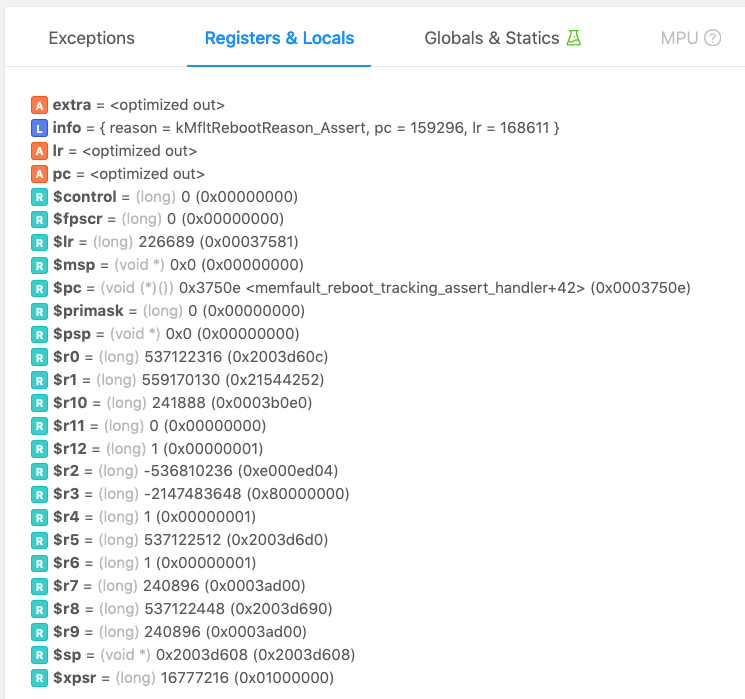 Exceptions Registers & Locals Globals & Statics MPU ?
A extra = <optimized out>
L info = { reason = kMfltRebootReason_Assert, pc = 159296, lr = 168611 }
A lr = <optimized out>
A pc = <optimized out>
R $control = (long) 0 (0x00000000)
R $fpscr = (long) 0 (0x00000000)
R $lr = (long) 226689 (0x00037581)
R $msp = (void *) 0x0 (0x00000000)
R $pc = (void (*)()) 0x3750e <memfault_reboot_tracking_assert_handler+42> (0x0003750e)
R $primask = (long) 0 (0x00000000)
R $psp = (void *) 0x0 (0x00000000)
R $r0 = (long) 537122316 (0x2003d60c)
R $r1 = (long) 559170130 (0x21544252)
R $r10 = (long) 241888 (0x0003b0e0)
R $r11 = (long) 0 (0x00000000)
R $r12 = (long) 1 (0x00000001)
R $r2 = (long) -536810236 (0xe000ed04)
R $r3 = (long) -2147483648 (0x80000000)
R $r4 = (long) 1 (0x00000001)
R $r5 = (long) 537122512 (0x2003d6d0)
R $r6 = (long) 1 (0x00000001)
R $r7 = (long) 240896 (0x0003ad00)
R $r8 = (long) 537122448 (0x2003d690)
R $r9 = (long) 240896 (0x0003ad00)
R $sp = (void *) 0x2003d608 (0x2003d608)
R $xpsr = (long) 16777216 (0x01000000)